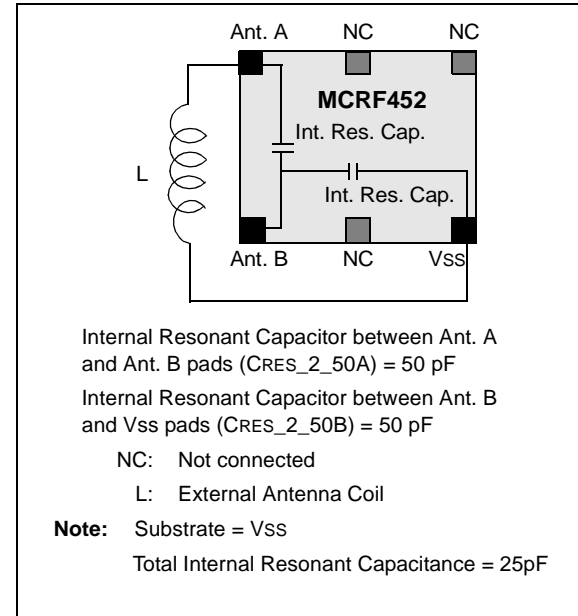 Ant. A NC NC
MCRF452
Int. Res. Cap.
L
Int. Res. Cap.
Ant. B NC VSS
Internal Resonant Capacitor between Ant. A
and Ant. B pads (CRES_2_50A) = 50 pF
Internal Resonant Capacitor between Ant. B
and Vss pads (CRES_2_50B) = 50 pF
NC: Not connected
L: External Antenna Coil
Note: Substrate = VSS
Total Internal Resonant Capacitance = 25pF